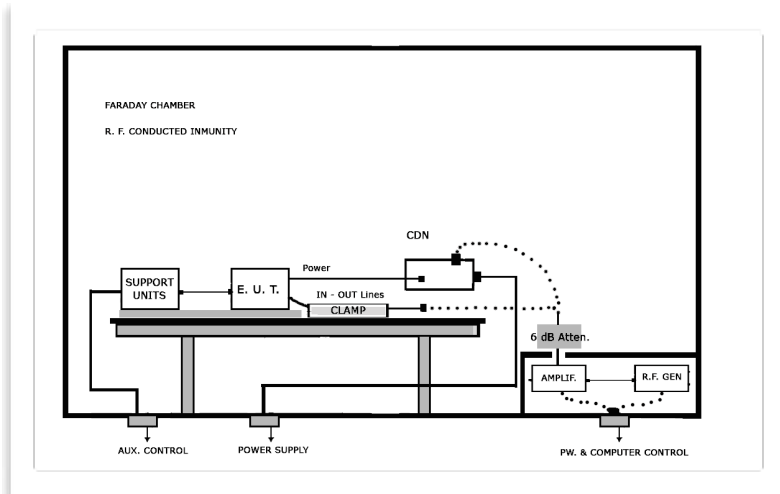 FARADAY CHAMBER
R. F. CONDUCTED INMUNITY
CDN
Power
SUPPORT
UNITS
E. U. T.
IN - OUT Lines
CLAMP
6 dB Atten.
AMPLIF.
R.F. GEN
AUX. CONTROL
POWER SUPPLY
PW. & COMPUTER CONTROL